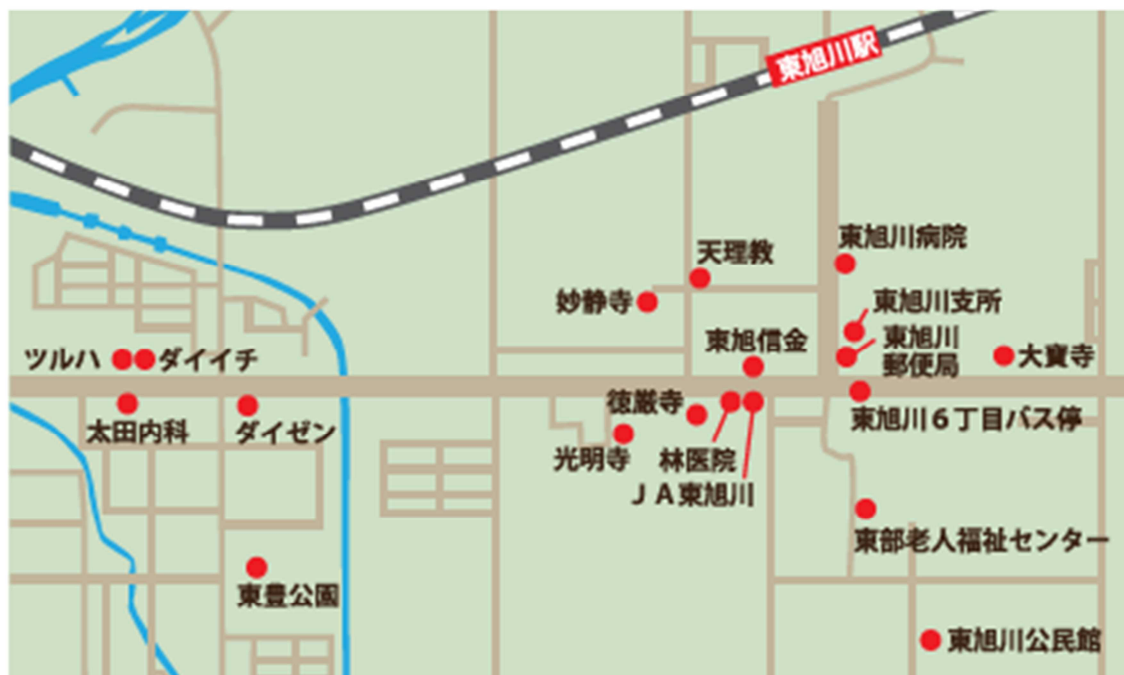 東旭川駅
東旭川病院
天理教
妙静寺
東旭川支所
東旭川
郵便局
東旭信金
大寶寺
ツルハ
ダイイチ
太田内科
ダイゼン
徳厳寺
東旭川６丁目バス停
光明寺
林医院
ＪＡ東旭川
東部老人福祉センター
東豊公園
東旭川公民館